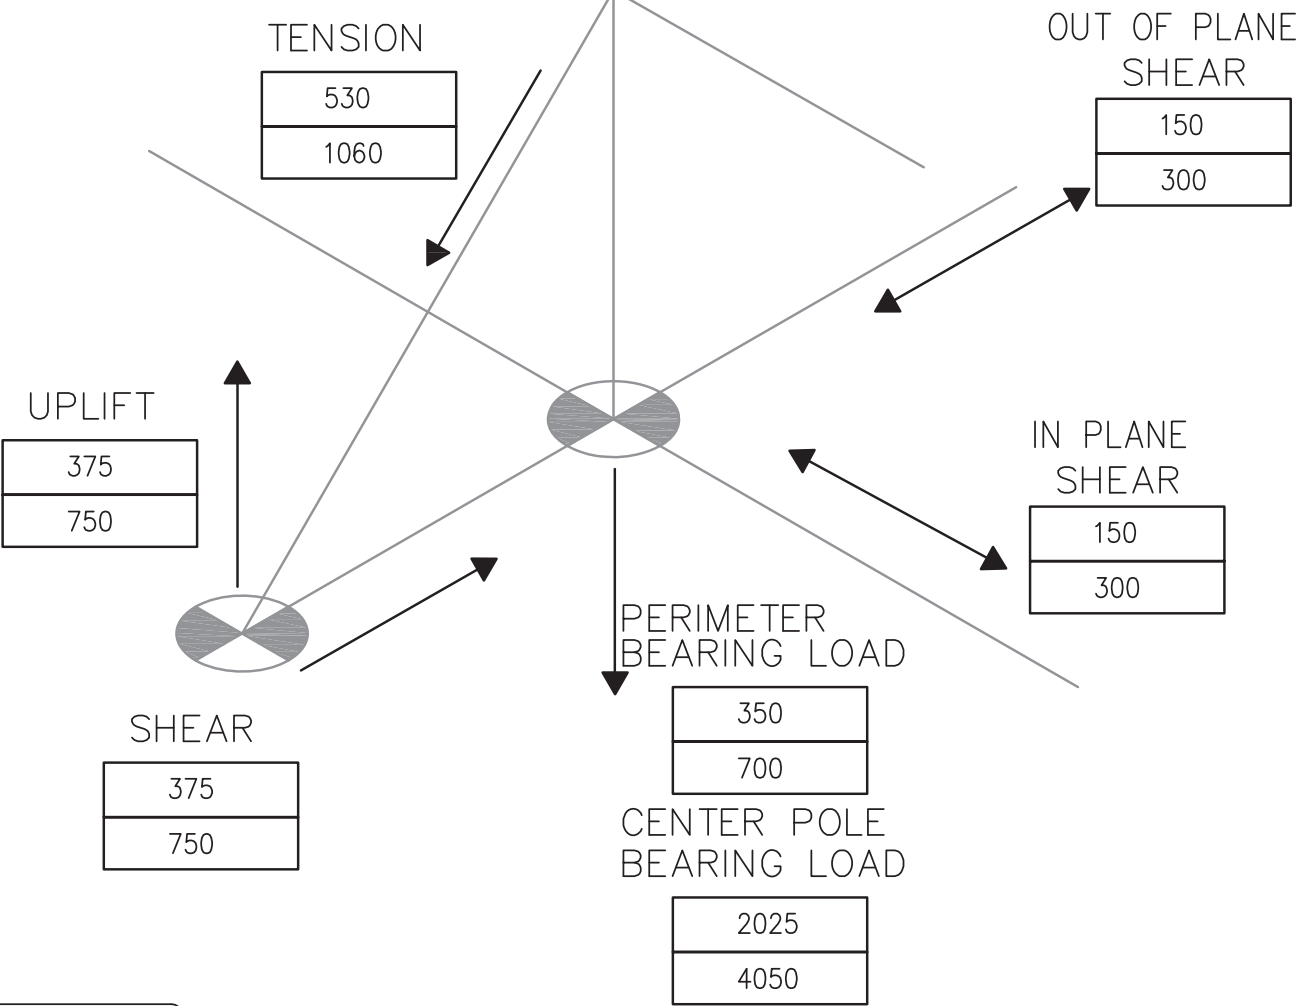 TENSION
530
1060
OUT OF PLANE
SHEAR
150
300
UPLIFT
375
750
IN PLANE
SHEAR
150
300
SHEAR
375
750
PERIMETER
BEARING LOAD
350
700
CENTER POLE
BEARING LOAD
2025
4050